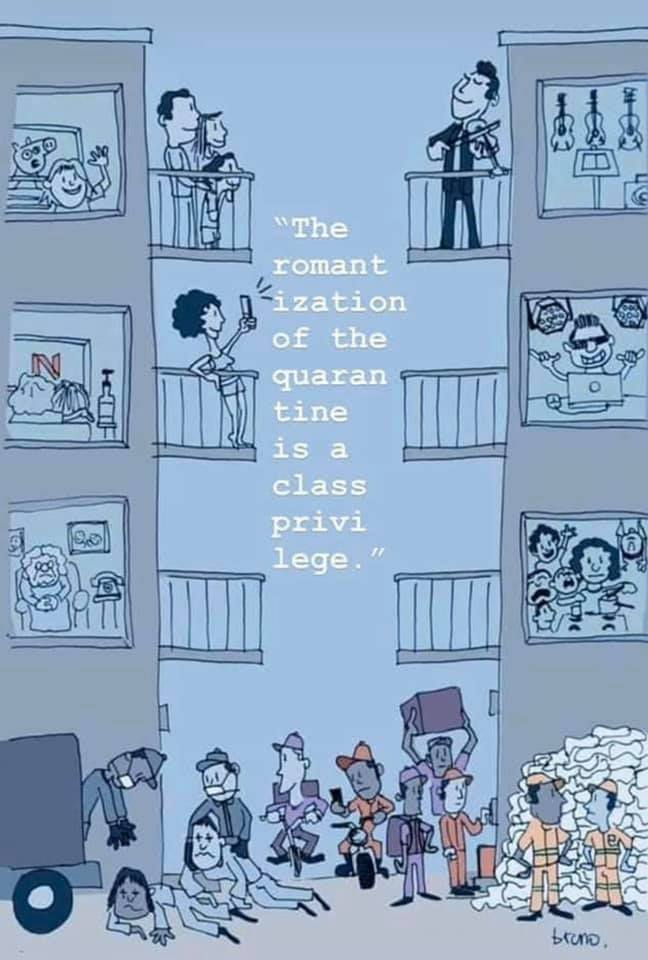 "The
romant
ization
of the
quaran
tine
is a
class
privi
lege."
N
bruno.